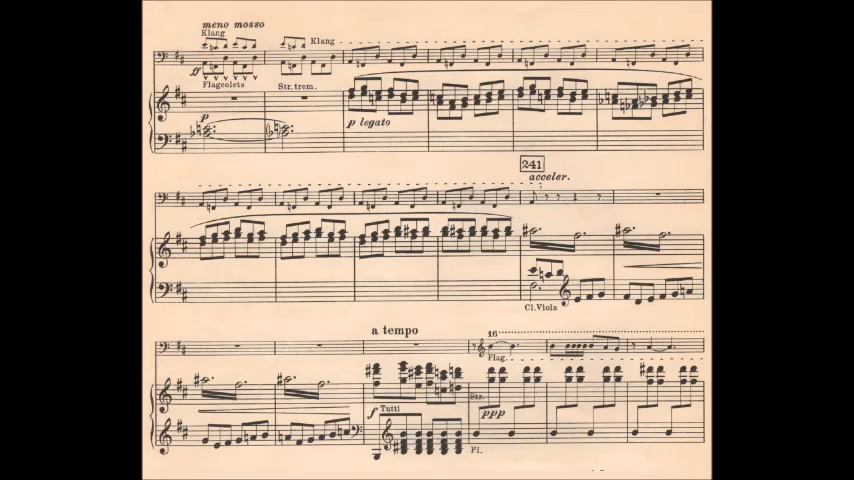 meno mosso
Klang
Klang
ff
Flageolets
Str. trem.
p
p legato
241
acceler.
Cl. Viola
a tempo
16
Flag.
f Tutti
Str.
ppp
Fl.